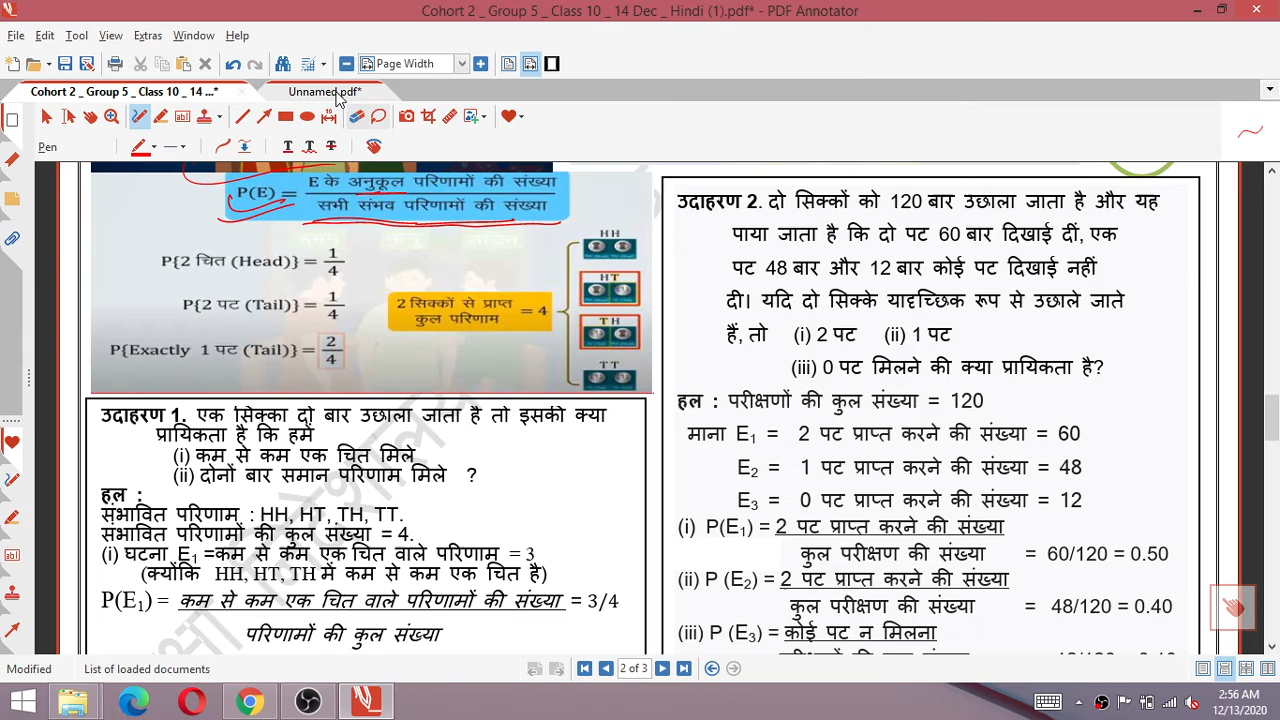 Cohort 2 _ Group 5 _ Class 10 _ 14 Dec _ Hindi (1).pdf* - PDF Annotator
File Edit Tool View Extras Window Help
Page Width
Cohort 2 _ Group 5 _ Class 10 _ 14 ...*
Unnamed.pdf*
Pen
P(E) = E के अनुकूल परिणामों की संख्या
सभी संभव परिणामों की संख्या
P{2 चित (Head)} = 1/4
P{2 पट (Tail)} = 1/4
P{Exactly 1 पट (Tail)} = 2/4
2 सिक्कों से प्राप्त
कुल परिणाम = 4
HH
HT
TH
TT
उदाहरण 1. एक सिक्का दो बार उछाला जाता है तो इसकी क्या
प्रायिकता है कि हमें
(i) कम से कम एक चित मिले
(ii) दोनों बार समान परिणाम मिले ?
हल :
संभावित परिणाम : HH, HT, TH, TT.
संभावित परिणामों की कुल संख्या = 4.
(i) घटना E1 =कम से कम एक चित वाले परिणाम = 3
(क्योंकि HH, HT, TH में कम से कम एक चित है)
P(E1) = कम से कम एक चित वाले परिणामों की संख्या = 3/4
परिणामों की कुल संख्या
उदाहरण 2. दो सिक्कों को 120 बार उछाला जाता है और यह
पाया जाता है कि दो पट 60 बार दिखाई दीं, एक
पट 48 बार और 12 बार कोई पट दिखाई नहीं
दी। यदि दो सिक्के यादृच्छिक रूप से उछाले जाते
हैं, तो (i) 2 पट (ii) 1 पट
(iii) 0 पट मिलने की क्या प्रायिकता है?
हल : परीक्षणों की कुल संख्या = 120
माना E1 = 2 पट प्राप्त करने की संख्या = 60
E2 = 1 पट प्राप्त करने की संख्या = 48
E3 = 0 पट प्राप्त करने की संख्या = 12
(i) P(E1) = 2 पट प्राप्त करने की संख्या
कुल परीक्षण की संख्या = 60/120 = 0.50
(ii) P (E2) = 2 पट प्राप्त करने की संख्या
कुल परीक्षण की संख्या = 48/120 = 0.40
(iii) P (E3) = कोई पट न मिलना
Modified List of loaded documents
2 of 3
2:56 AM
12/13/2020